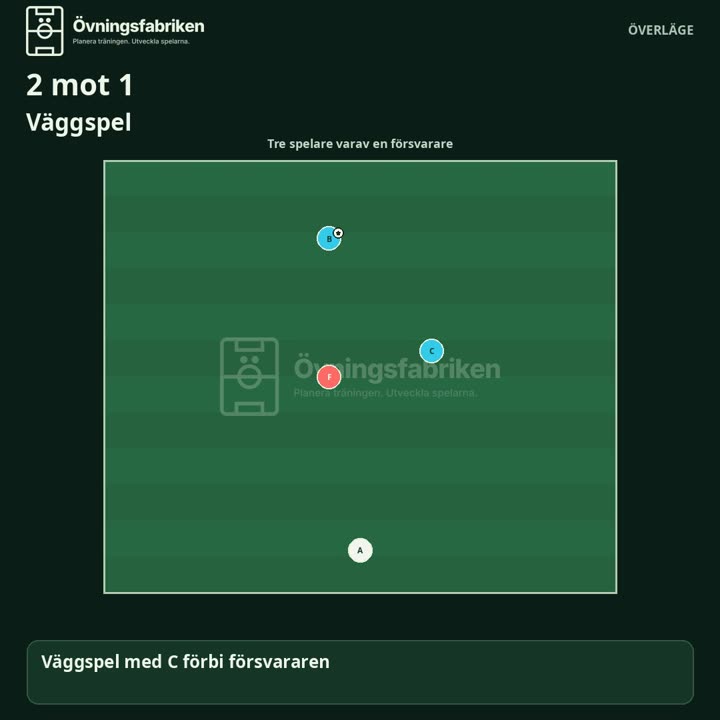 Övningsfabriken
Planera träningen. Utveckla spelarna.
ÖVERLÄGE
2 mot 1
Väggspel
Tre spelare varav en försvarare
B
C
Övningsfabriken
F
Planera träningen. Utveckla spelarna.
A
Väggspel med C förbi försvararen